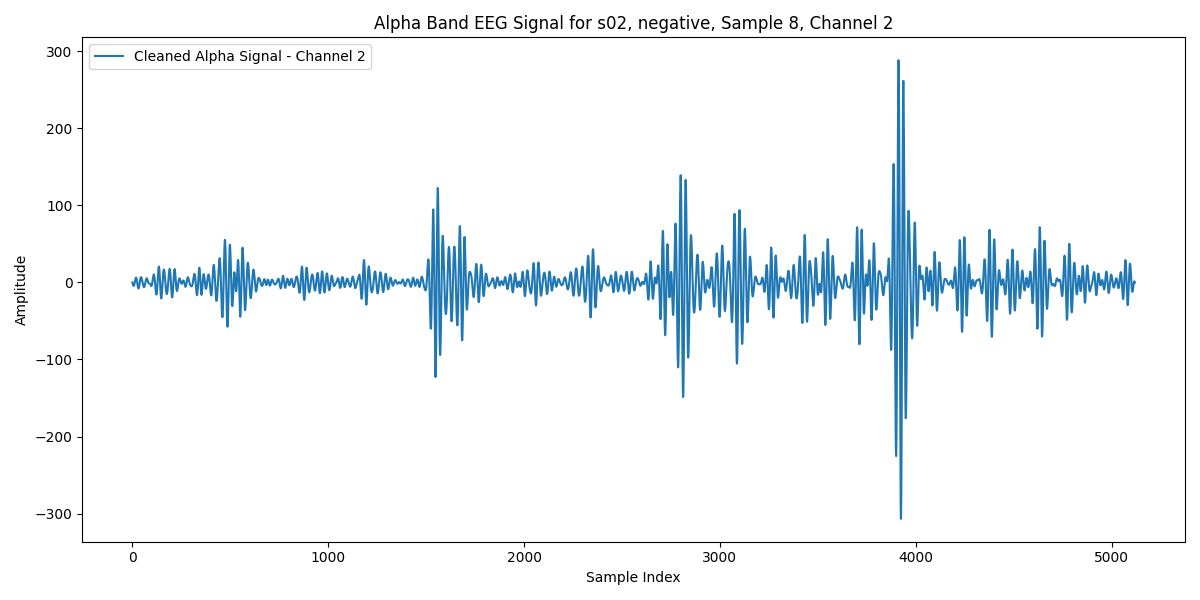 Alpha Band EEG Signal for s02, negative, Sample 8, Channel 2
Cleaned Alpha Signal - Channel 2
300
200
100
0
−100
−200
−300
Amplitude
0 1000 2000 3000 4000 5000
Sample Index